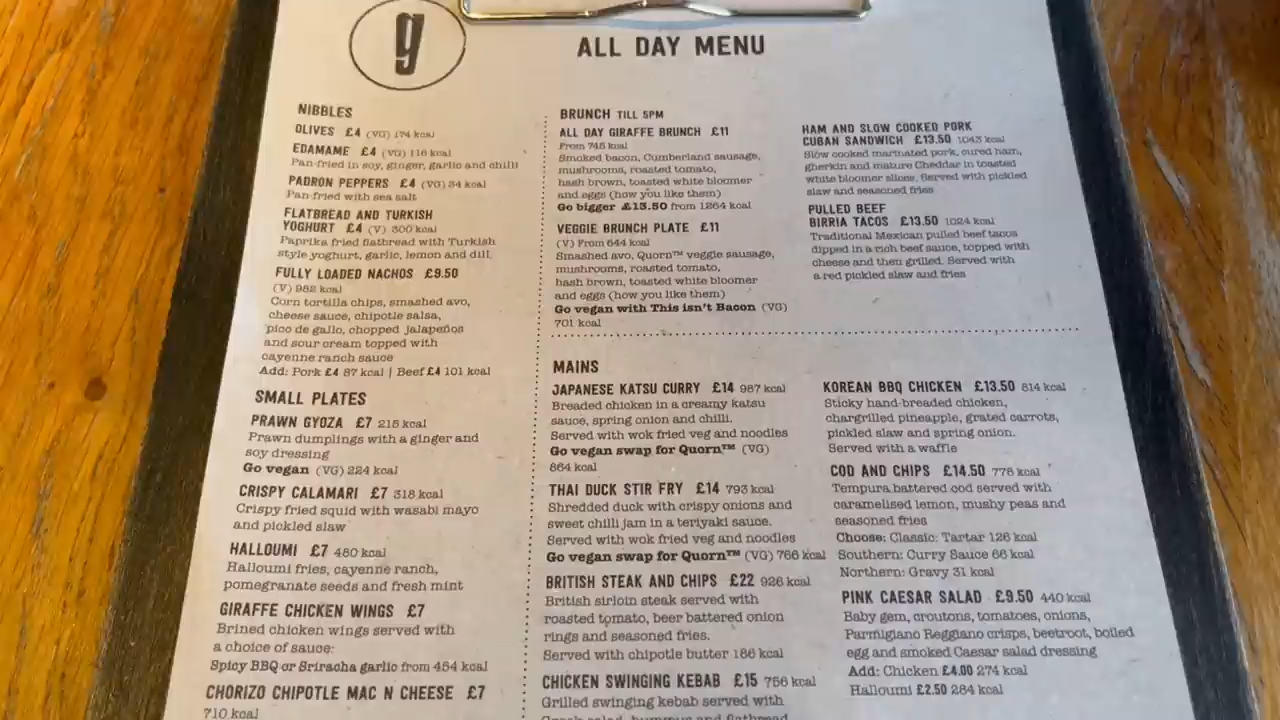 g
ALL DAY MENU
NIBBLES
OLIVES £4 (VG) 174 kcal
EDAMAME £4 (VG) 116 kcal
Pan-fried in soy, ginger, garlic and chilli
PADRON PEPPERS £4 (VG) 34 kcal
Pan-fried with sea salt
FLATBREAD AND TURKISH
YOGHURT £4 (V) 300 kcal
Paprika fried flatbread with Turkish
style yoghurt, garlic, lemon and dill
FULLY LOADED NACHOS £9.50
(V) 982 kcal
Corn tortilla chips, smashed avo,
cheese sauce, chipotle salsa,
pico de gallo, chopped jalapeños
and sour cream topped with
cayenne ranch sauce
Add: Pork £4 87 kcal | Beef £4 101 kcal
SMALL PLATES
PRAWN GYOZA £7 215 kcal
Prawn dumplings with a ginger and
soy dressing
Go vegan (VG) 224 kcal
CRISPY CALAMARI £7 318 kcal
Crispy fried squid with wasabi mayo
and pickled slaw
HALLOUMI £7 480 kcal
Halloumi fries, cayenne ranch,
pomegranate seeds and fresh mint
GIRAFFE CHICKEN WINGS £7
Brined chicken wings served with
a choice of sauce:
Spicy BBQ or Sriracha garlic from 454 kcal
CHORIZO CHIPOTLE MAC N CHEESE £7
710 kcal
BRUNCH TILL 5PM
ALL DAY GIRAFFE BRUNCH £11
From 745 kcal
Smoked bacon, Cumberland sausage,
mushrooms, roasted tomato,
hash brown, toasted white bloomer
and eggs (how you like them)
Go bigger £13.50 from 1264 kcal
VEGGIE BRUNCH PLATE £11
(V) From 644 kcal
Smashed avo, Quorn™ veggie sausage,
mushrooms, roasted tomato,
hash brown, toasted white bloomer
and eggs (how you like them)
Go vegan with This isn't Bacon (VG)
701 kcal
HAM AND SLOW COOKED PORK
CUBAN SANDWICH £13.50 1043 kcal
Slow cooked marinated pork, cured ham,
gherkin and mature Cheddar in toasted
white bloomer slices. Served with pickled
slaw and seasoned fries
PULLED BEEF
BIRRIA TACOS £13.50 1024 kcal
Traditional Mexican pulled beef tacos
dipped in a rich beef sauce, topped with
cheese and then grilled. Served with
a red pickled slaw and fries
MAINS
JAPANESE KATSU CURRY £14 987 kcal
Breaded chicken in a creamy katsu
sauce, spring onion and chilli.
Served with wok fried veg and noodles
Go vegan swap for Quorn™ (VG)
864 kcal
THAI DUCK STIR FRY £14 793 kcal
Shredded duck with crispy onions and
sweet chilli jam in a teriyaki sauce.
Served with wok fried veg and noodles
Go vegan swap for Quorn™ (VG) 766 kcal
BRITISH STEAK AND CHIPS £22 926 kcal
British sirloin steak served with
roasted tomato, beer battered onion
rings and seasoned fries.
Served with chipotle butter 186 kcal
CHICKEN SWINGING KEBAB £15 756 kcal
Grilled swinging kebab served with
Greek salad, hummus and flatbread
KOREAN BBQ CHICKEN £13.50 814 kcal
Sticky hand-breaded chicken,
chargrilled pineapple, grated carrots,
pickled slaw and spring onion.
Served with a waffle
COD AND CHIPS £14.50 778 kcal
Tempura battered cod served with
caramelised lemon, mushy peas and
seasoned fries
Choose: Classic: Tartar 126 kcal
Southern: Curry Sauce 66 kcal
Northern: Gravy 31 kcal
PINK CAESAR SALAD £9.50 440 kcal
Baby gem, croutons, tomatoes, onions,
Parmigiano Reggiano crisps, beetroot, boiled
egg and smoked Caesar salad dressing
Add: Chicken £4.00 274 kcal
Halloumi £2.50 264 kcal